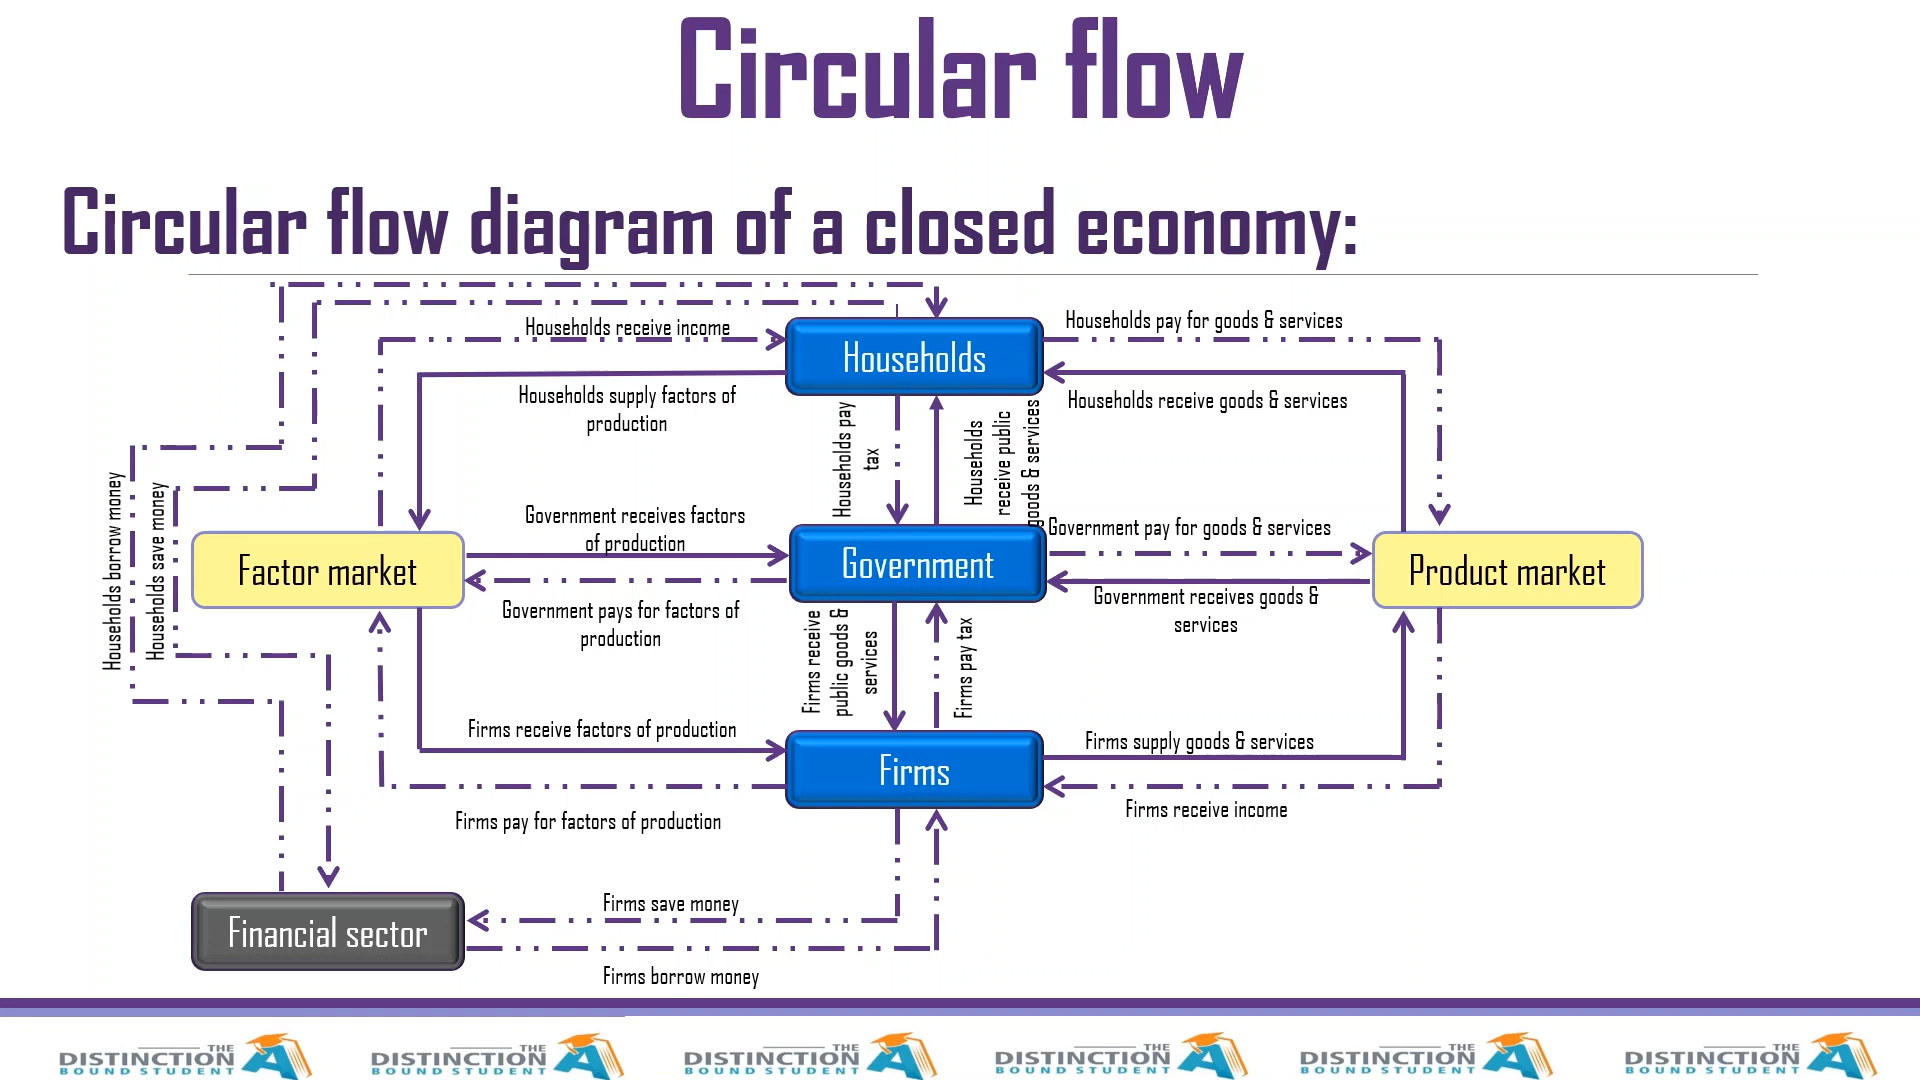 Circular flow
Circular flow diagram of a closed economy:
Households receive income
Households
Households pay for goods & services
Households supply factors of
production
Households receive goods & services
Households pay
tax
Households
receive public
goods & services
Households borrow money
Households save money
Factor market
Government receives factors
of production
Government
Government pay for goods & services
Product market
Government pays for factors of
production
Government receives goods &
services
Firms receive
public goods &
services
Firms pay tax
Firms receive factors of production
Firms
Firms supply goods & services
Firms pay for factors of production
Firms receive income
Financial sector
Firms save money
Firms borrow money
THE
DISTINCTION
BOUND STUDENT
THE
DISTINCTION
BOUND STUDENT
THE
DISTINCTION
BOUND STUDENT
THE
DISTINCTION
BOUND STUDENT
THE
DISTINCTION
BOUND STUDENT
THE
DISTINCTION
BOUND STUDENT